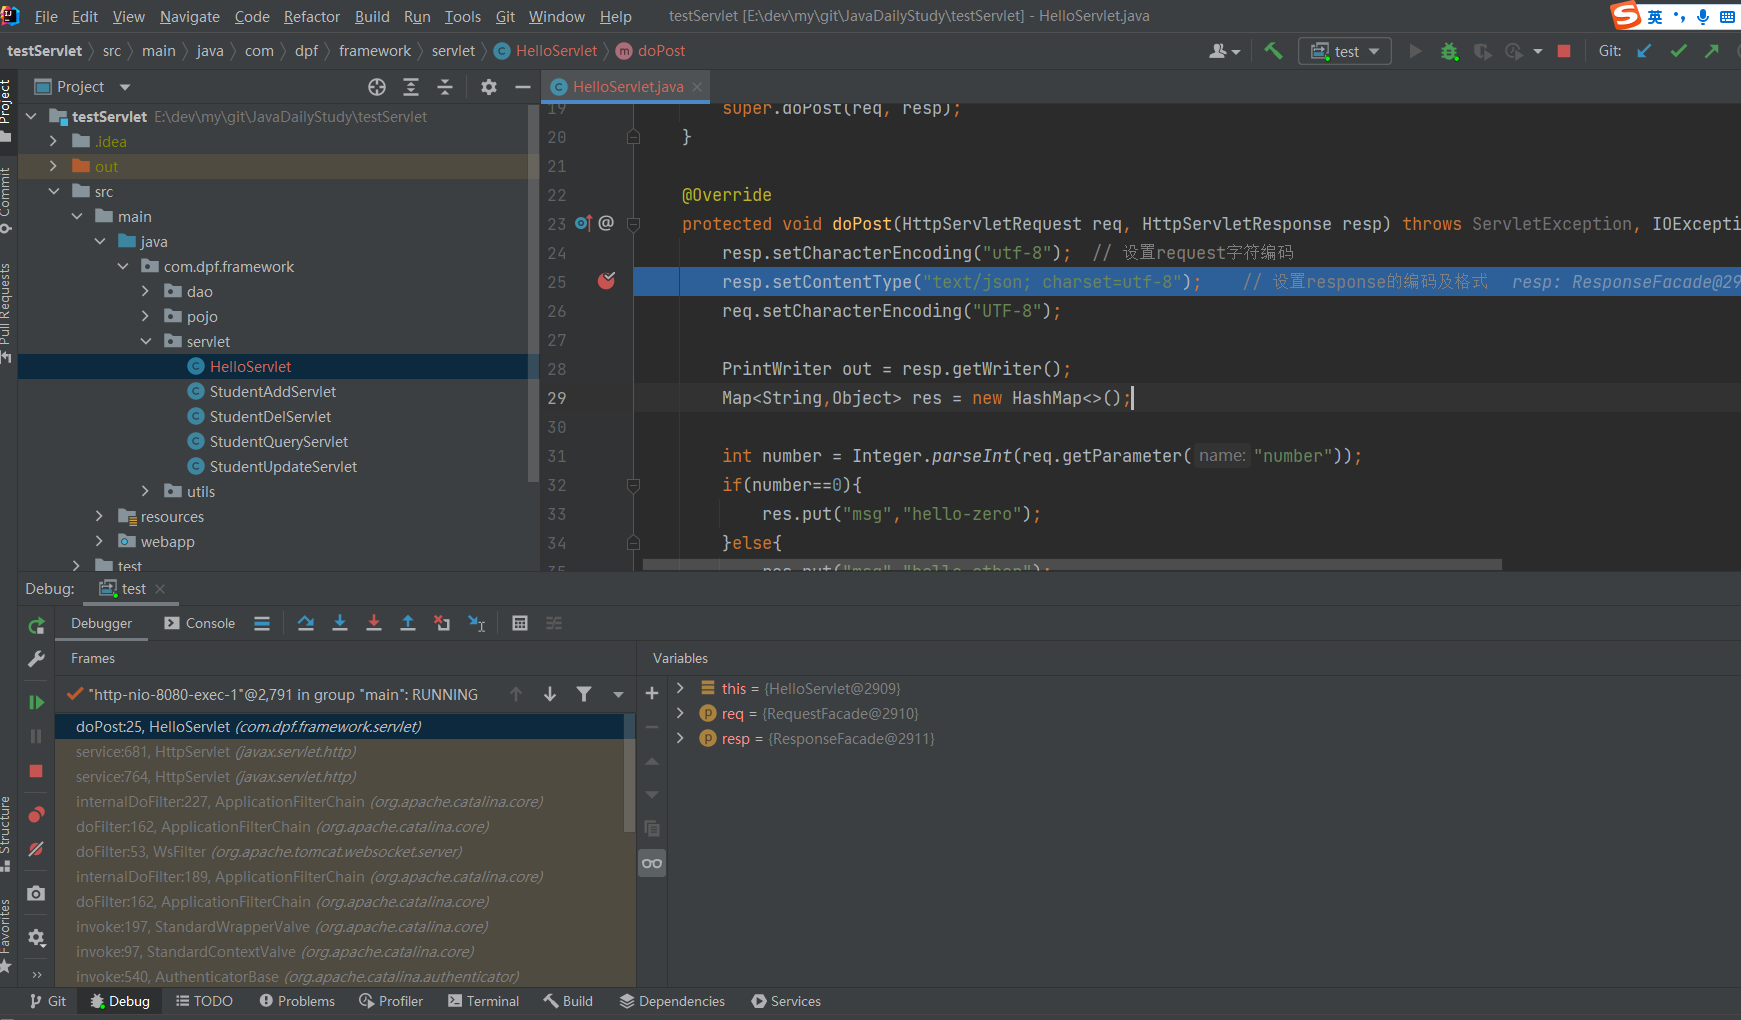 File Edit View Navigate Code Refactor Build Run Tools Git Window Help testServlet [E:\dev\my\git\JavaDailyStudy\testServlet] - HelloServlet.java
英
testServlet src main java com dpf framework servlet HelloServlet doPost
test Git:
Project
Commit
Pull Requests
Structure
Favorites
Project
HelloServlet.java
testServlet E:\dev\my\git\JavaDailyStudy\testServlet
.idea
out
src
main
java
com.dpf.framework
dao
pojo
servlet
HelloServlet
StudentAddServlet
StudentDelServlet
StudentQueryServlet
StudentUpdateServlet
utils
resources
webapp
test
19 super.doPost(req, resp);
20 }
21
22 @Override
23 @ protected void doPost(HttpServletRequest req, HttpServletResponse resp) throws ServletException, IOExcepti
24 resp.setCharacterEncoding("utf-8"); // 设置request字符编码
25 resp.setContentType("text/json; charset=utf-8"); // 设置response的编码及格式 resp: ResponseFacade@29
26 req.setCharacterEncoding("UTF-8");
27
28 PrintWriter out = resp.getWriter();
29 Map<String,Object> res = new HashMap<>();
30
31 int number = Integer.parseInt(req.getParameter( name: "number"));
32 if(number==0){
33 res.put("msg","hello-zero");
34 }else{
35 res.put("msg","hello-other");
Debug: test
Debugger Console
Frames
"http-nio-8080-exec-1"@2,791 in group "main": RUNNING
doPost:25, HelloServlet (com.dpf.framework.servlet)
service:681, HttpServlet (javax.servlet.http)
service:764, HttpServlet (javax.servlet.http)
internalDoFilter:227, ApplicationFilterChain (org.apache.catalina.core)
doFilter:162, ApplicationFilterChain (org.apache.catalina.core)
doFilter:53, WsFilter (org.apache.tomcat.websocket.server)
internalDoFilter:189, ApplicationFilterChain (org.apache.catalina.core)
doFilter:162, ApplicationFilterChain (org.apache.catalina.core)
invoke:197, StandardWrapperValve (org.apache.catalina.core)
invoke:97, StandardContextValve (org.apache.catalina.core)
invoke:540, AuthenticatorBase (org.apache.catalina.authenticator)
Variables
this = {HelloServlet@2909}
req = {RequestFacade@2910}
resp = {ResponseFacade@2911}
Git Debug TODO Problems Profiler Terminal Build Dependencies Services